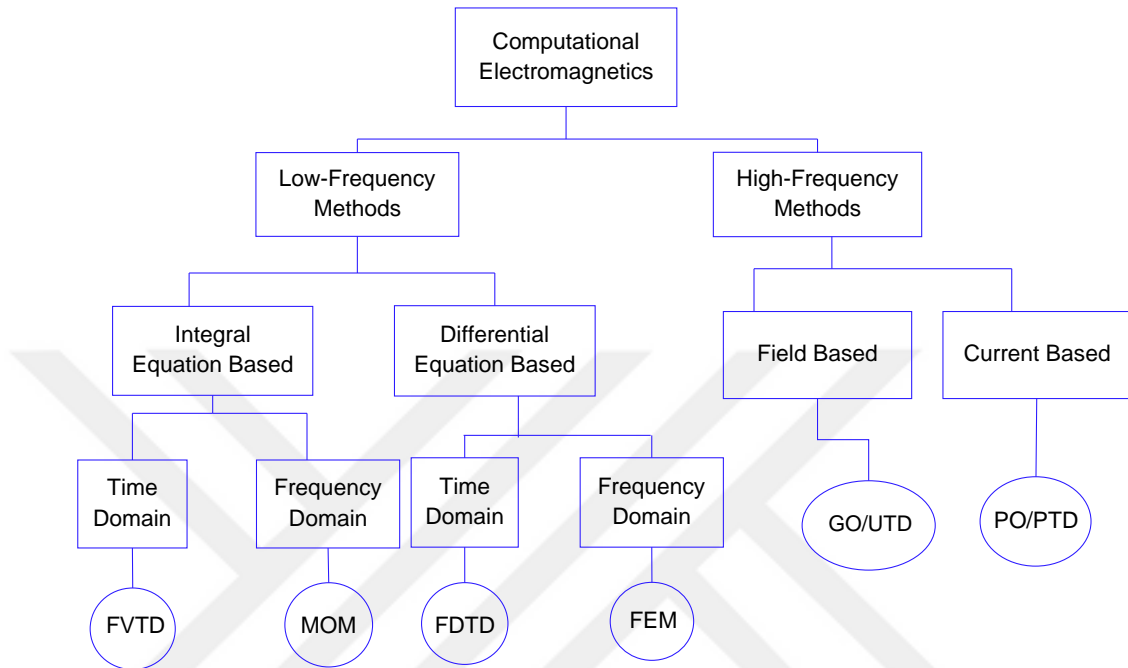 Computational
Electromagnetics
Low-Frequency
Methods
High-Frequency
Methods
Integral
Equation Based
Differential
Equation Based
Field Based
Current Based
Time
Domain
Frequency
Domain
Time
Domain
Frequency
Domain
GO/UTD
PO/PTD
FVTD
MOM
FDTD
FEM